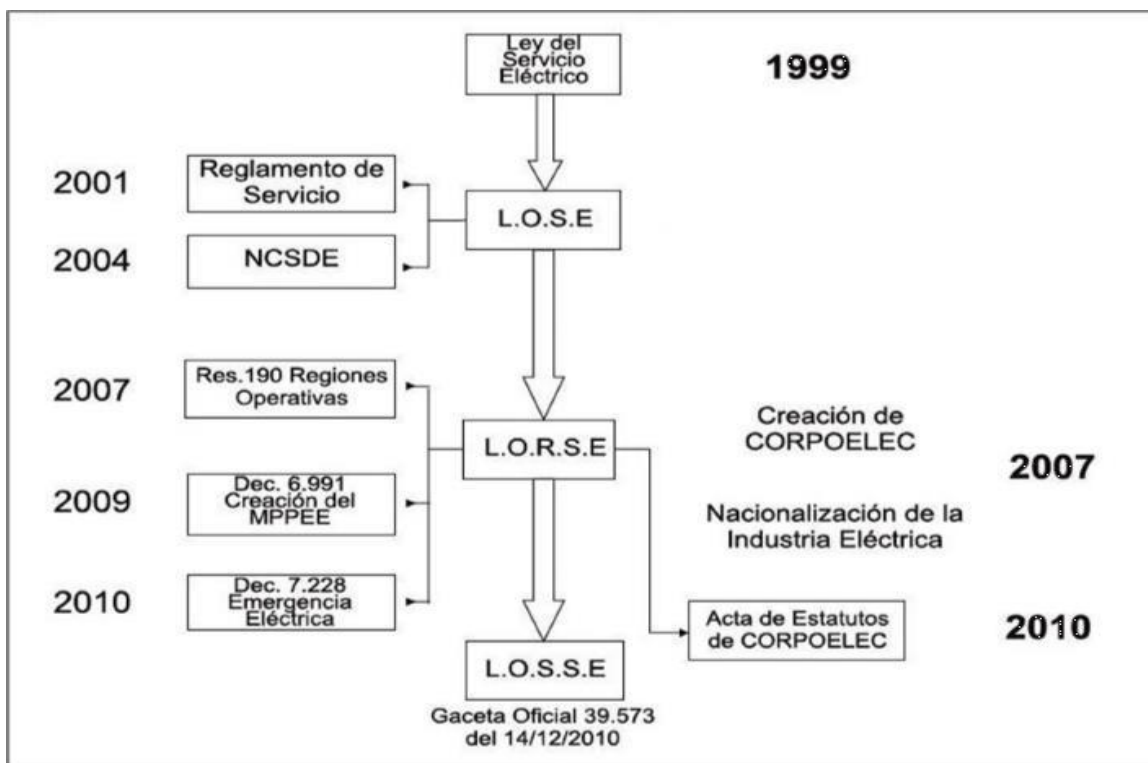 Ley del
Servicio
Eléctrico
1999
2001
Reglamento de
Servicio
L.O.S.E
2004
NCSDE
2007
Res.190 Regiones
Operativas
L.O.R.S.E
Creación de
CORPOELEC
2007
2009
Dec. 6.991
Creación del
MPPEE
Nacionalización de la
Industria Eléctrica
2010
Dec. 7.228
Emergencia
Eléctrica
Acta de Estatutos
de CORPOELEC
2010
L.O.S.S.E
Gaceta Oficial 39.573
del 14/12/2010